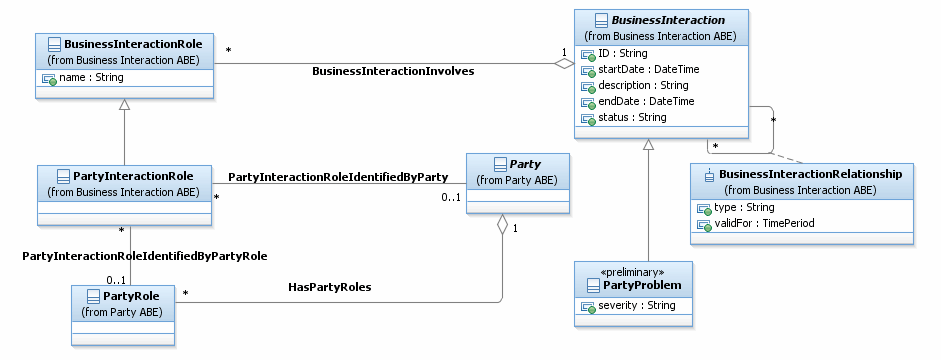 BusinessInteraction
(from Business Interaction ABE)
ID : String
startDate : DateTime
description : String
endDate : DateTime
status : String
BusinessInteractionRole
(from Business Interaction ABE)
name : String
*
1
BusinessInteractionInvolves
*
*
PartyInteractionRole
(from Business Interaction ABE)
PartyInteractionRoleIdentifiedByParty
*
0..1
Party
(from Party ABE)
1
BusinessInteractionRelationship
(from Business Interaction ABE)
type : String
validFor : TimePeriod
*
PartyInteractionRoleIdentifiedByPartyRole
0..1
PartyRole
(from Party ABE)
*
HasPartyRoles
«preliminary»
PartyProblem
severity : String